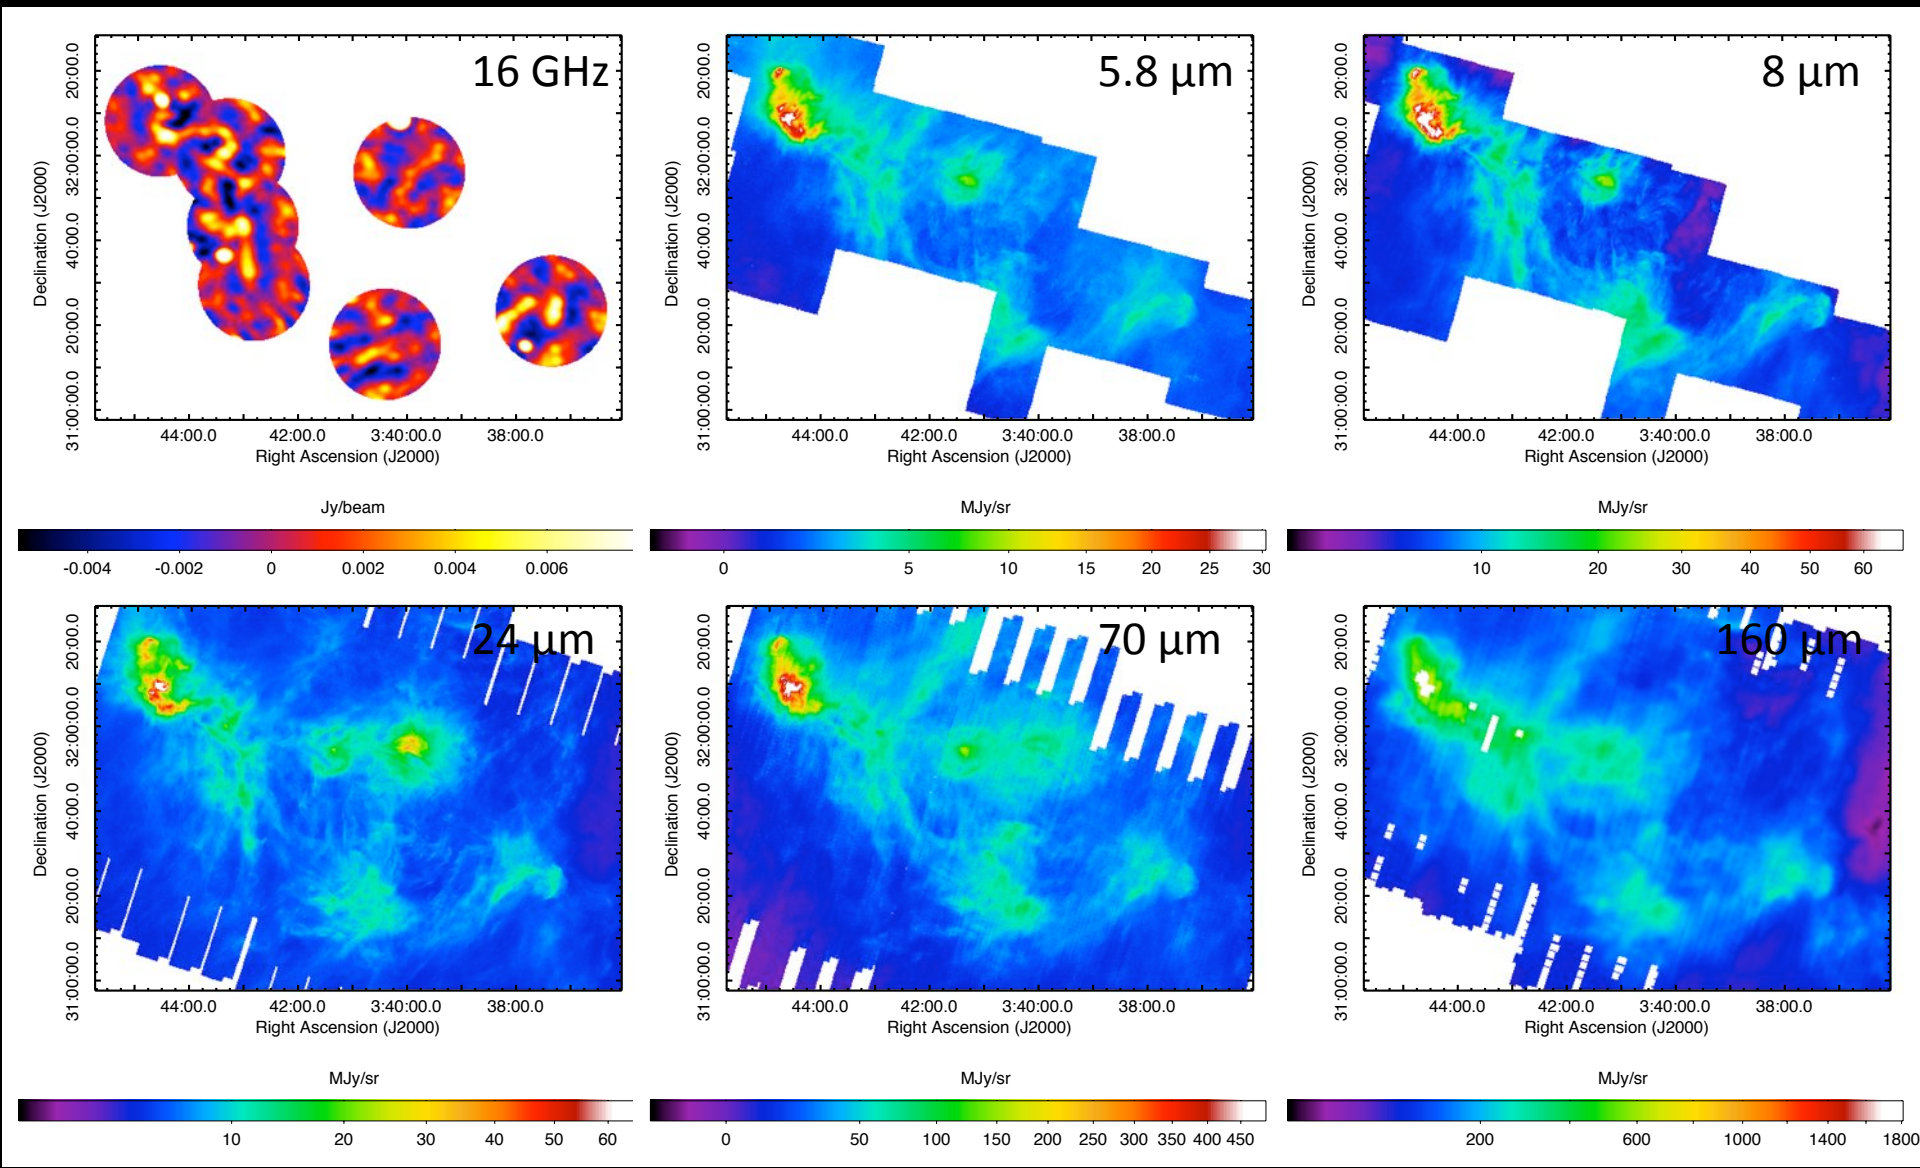 16 GHz
20:00:00.0
32:00:00.0
40:00.0
20:00.0
31:00:00.0
Declination (J2000)
44:00.0 42:00.0 3:40:00.0 38:00.0
Right Ascension (J2000)
Jy/beam
-0.004 -0.002 0 0.002 0.004 0.006
5.8 µm
20:00.0
32:00:00.0
40:00.0
20:00.0
31:00:00.0
Declination (J2000)
44:00.0 42:00.0 3:40:00.0 38:00.0
Right Ascension (J2000)
MJy/sr
0 5 10 15 20 25 30
8 µm
20:00.0
32:00:00.0
40:00.0
20:00.0
31:00:00.0
Declination (J2000)
44:00.0 42:00.0 3:40:00.0 38:00.0
Right Ascension (J2000)
MJy/sr
10 20 30 40 50 60
24 µm
20:00.0
32:00:00.0
40:00.0
20:00.0
31:00:00.0
Declination (J2000)
44:00.0 42:00.0 3:40:00.0 38:00.0
Right Ascension (J2000)
MJy/sr
10 20 30 40 50 60
70 µm
20:00.0
32:00:00.0
40:00.0
20:00.0
31:00:00.0
Declination (J2000)
44:00.0 42:00.0 3:40:00.0 38:00.0
Right Ascension (J2000)
MJy/sr
0 50 100 150 200 250 300 350 400 450
160 µm
20:00.0
32:00:00.0
40:00.0
20:00.0
31:00:00.0
Declination (J2000)
44:00.0 42:00.0 3:40:00.0 38:00.0
Right Ascension (J2000)
MJy/sr
200 600 1000 1400 1800